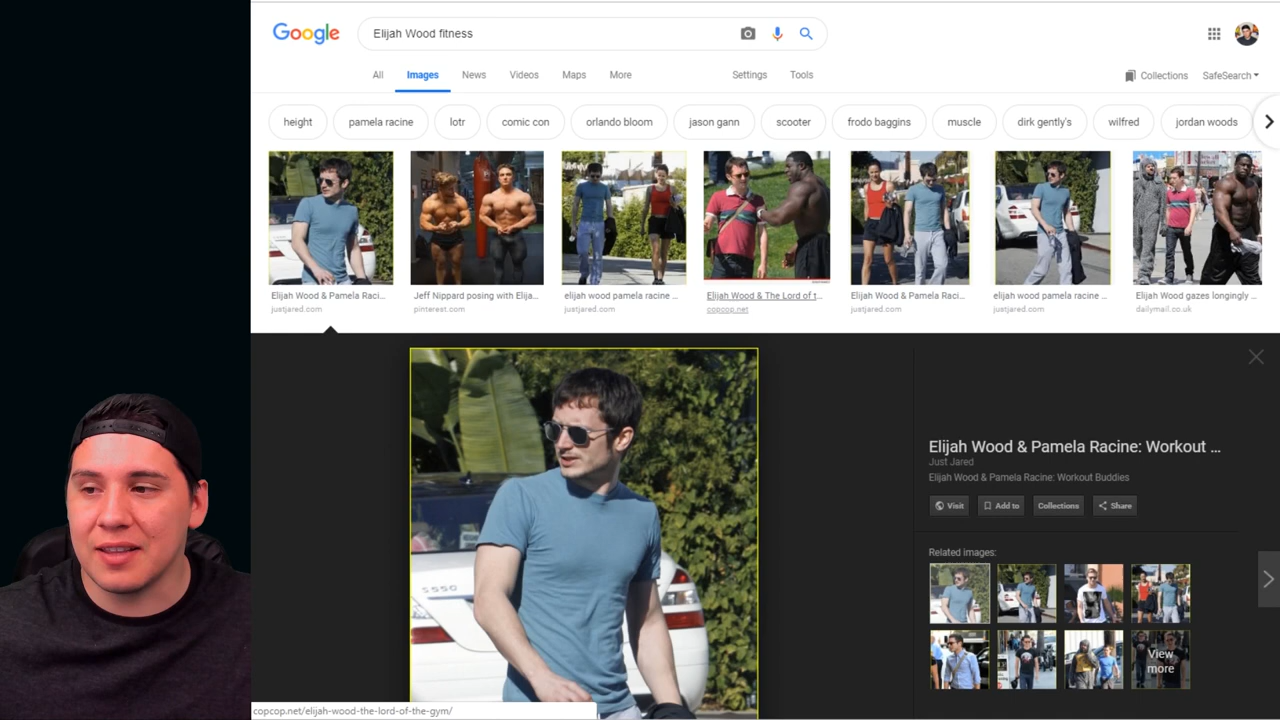 Google
Elijah Wood fitness
All
Images
News
Videos
Maps
More
Settings
Tools
Collections
SafeSearch
height
pamela racine
lotr
comic con
orlando bloom
jason gann
scooter
frodo baggins
muscle
dirk gently's
wilfred
jordan woods
Elijah Wood & Pamela Raci...
justjared.com
Jeff Nippard posing with Elija...
pinterest.com
elijah wood pamela racine ...
justjared.com
Elijah Wood & The Lord of t...
copcop.net
Elijah Wood & Pamela Raci...
justjared.com
elijah wood pamela racine ...
justjared.com
Elijah Wood gazes longingly ...
dailymail.co.uk
S550
Elijah Wood & Pamela Racine: Workout ...
Just Jared
Elijah Wood & Pamela Racine: Workout Buddies
Visit
Add to
Collections
Share
Related images:
View
more
copcop.net/elijah-wood-the-lord-of-the-gym/